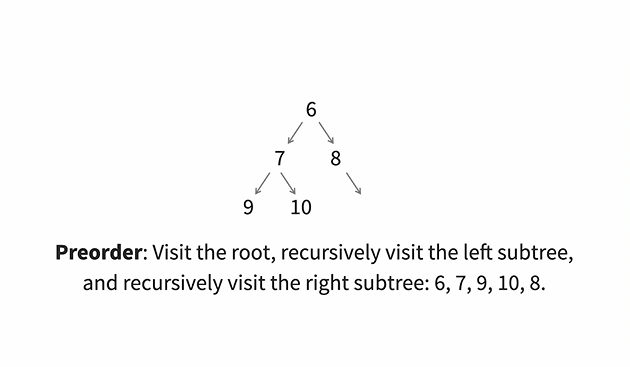 6
7 8
9 10
Preorder: Visit the root, recursively visit the left subtree,
and recursively visit the right subtree: 6, 7, 9, 10, 8.